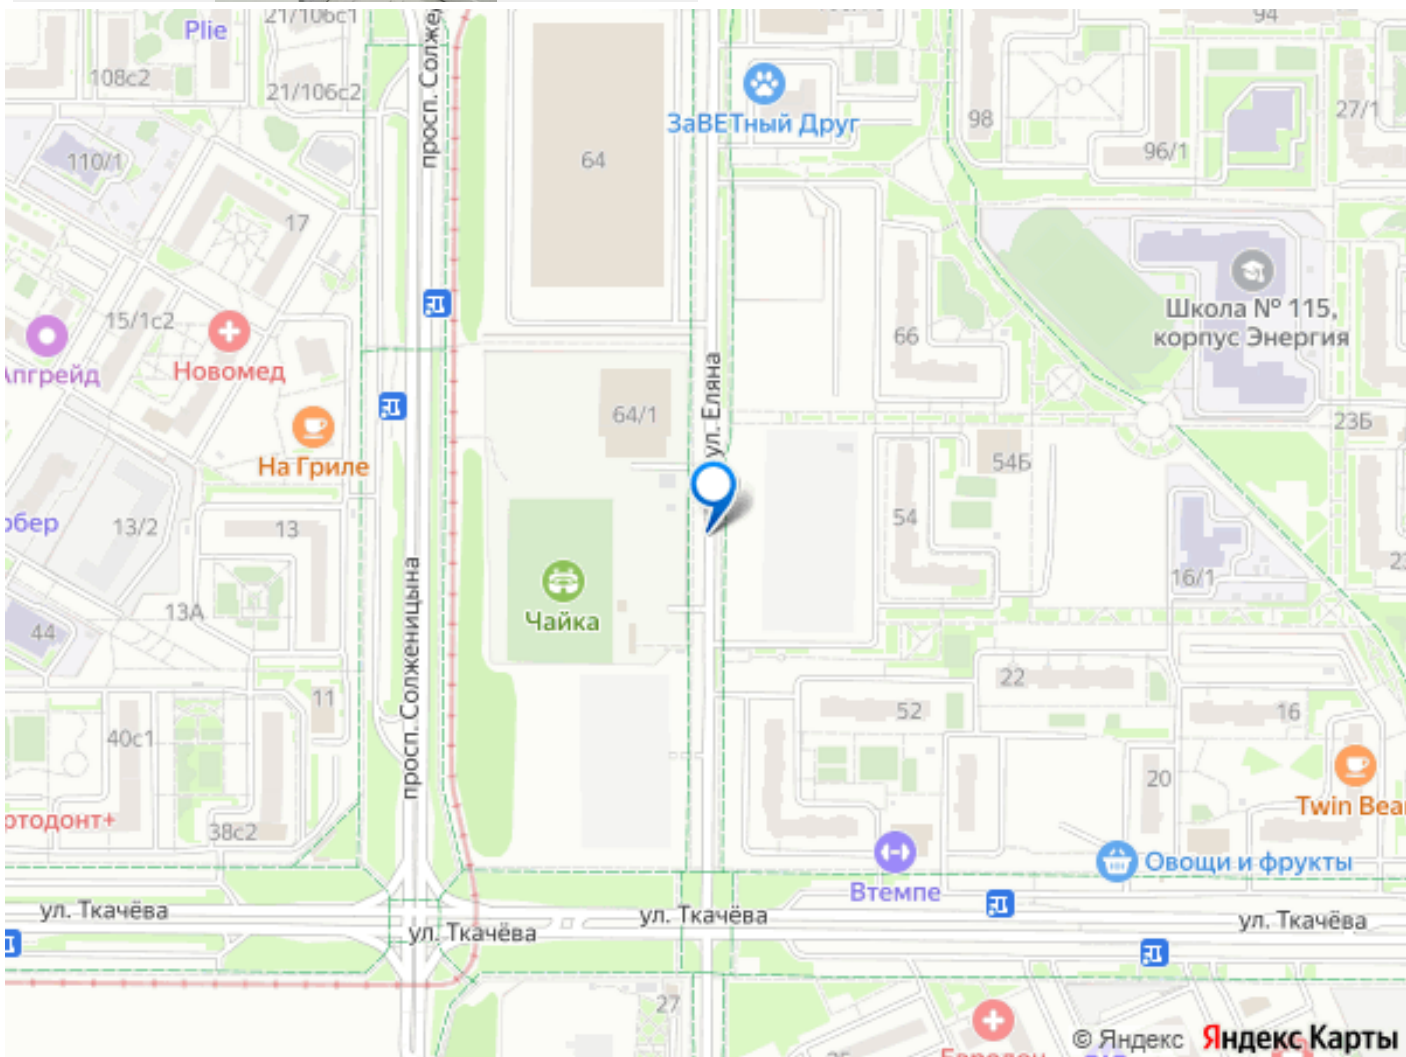 21/106с1
Plie
94
108с2
21/106с2
просп. Солже
ЗаВЕТный Друг
98
27/1
96/1
110/1
64
17
Школа № 115,
корпус Энергия
15/1с2
Новомед
66
ул. Еляна
64/1
23Б
На Гриле
54Б
13/2
13
54
16/1
13А
Чайка
44
просп. Солженицына
22
11
52
16
40с1
20
Twin Bear
38с2
Овощи и фрукты
Втемпе
ул. Ткачёва
ул. Ткачёва
ул. Ткачёва
ул. Ткачёва
27
© Яндекс Яндекс Карты